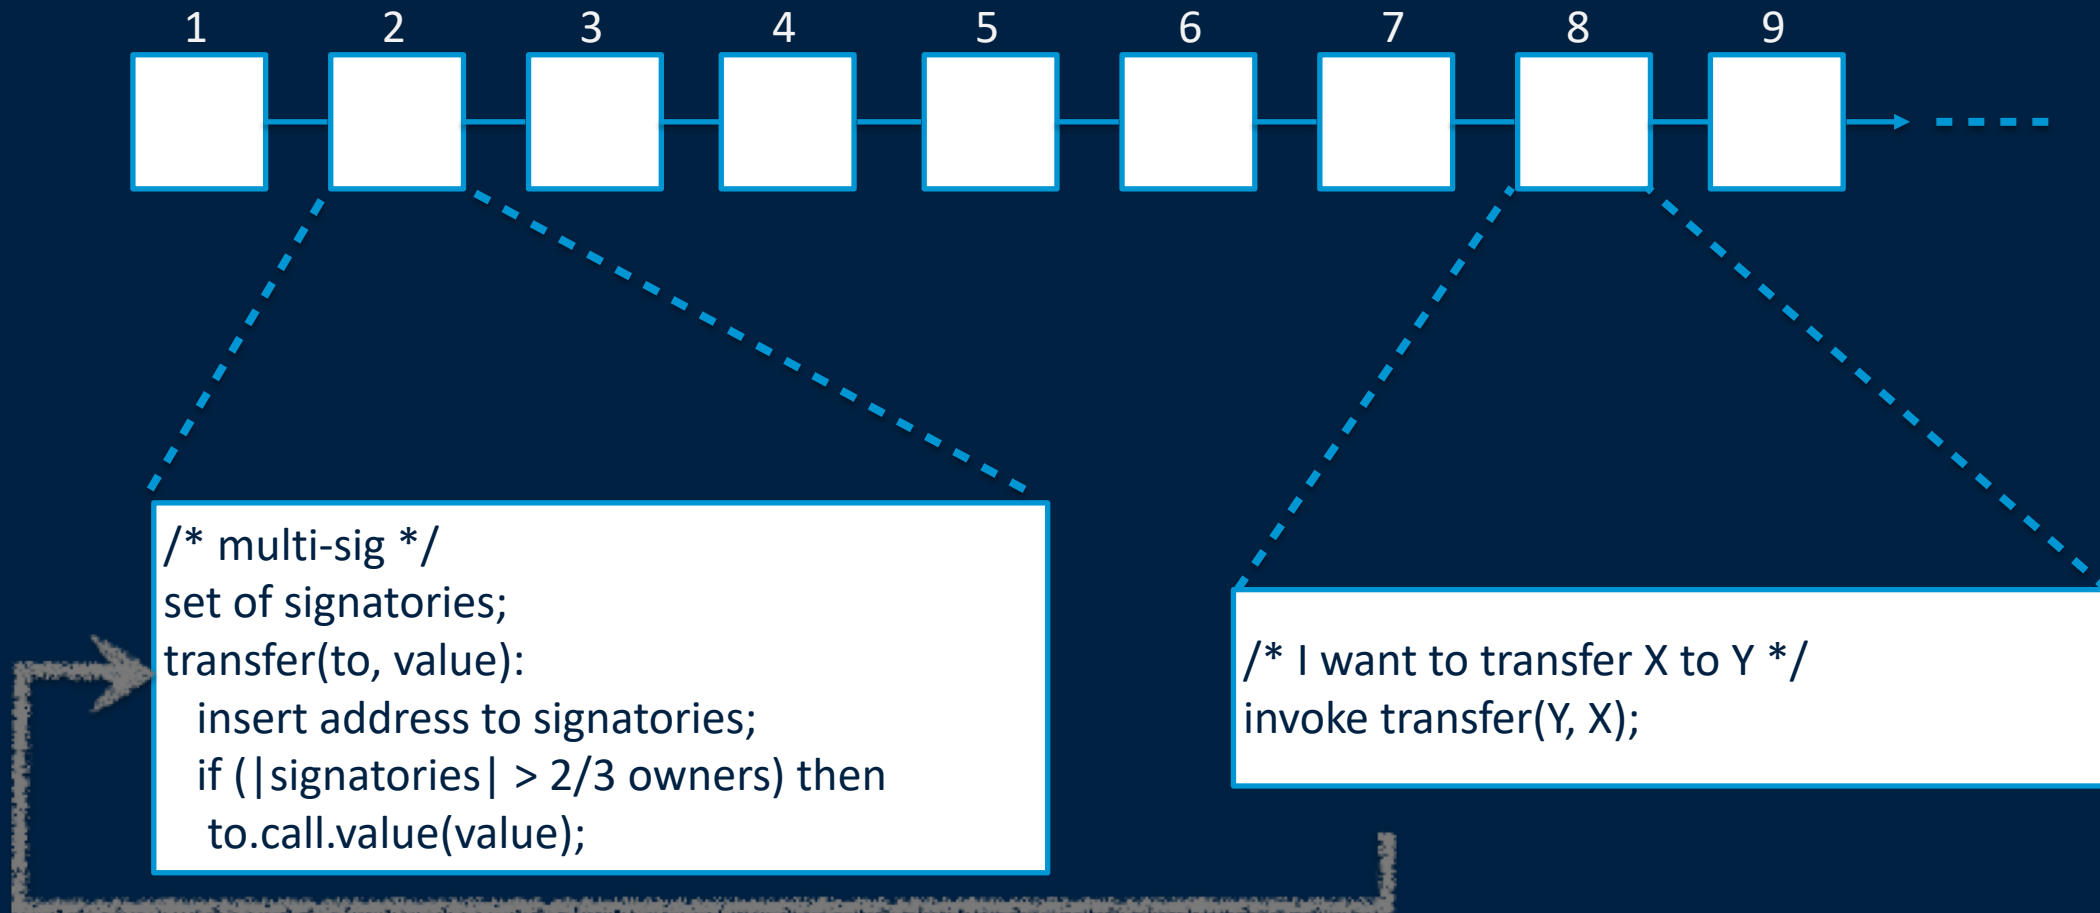 1 2 3 4 5 6 7 8 9
/* multi-sig */
set of signatories;
transfer(to, value):
insert address to signatories;
if (|signatories| > 2/3 owners) then
to.call.value(value);
/* I want to transfer X to Y */
invoke transfer(Y, X);